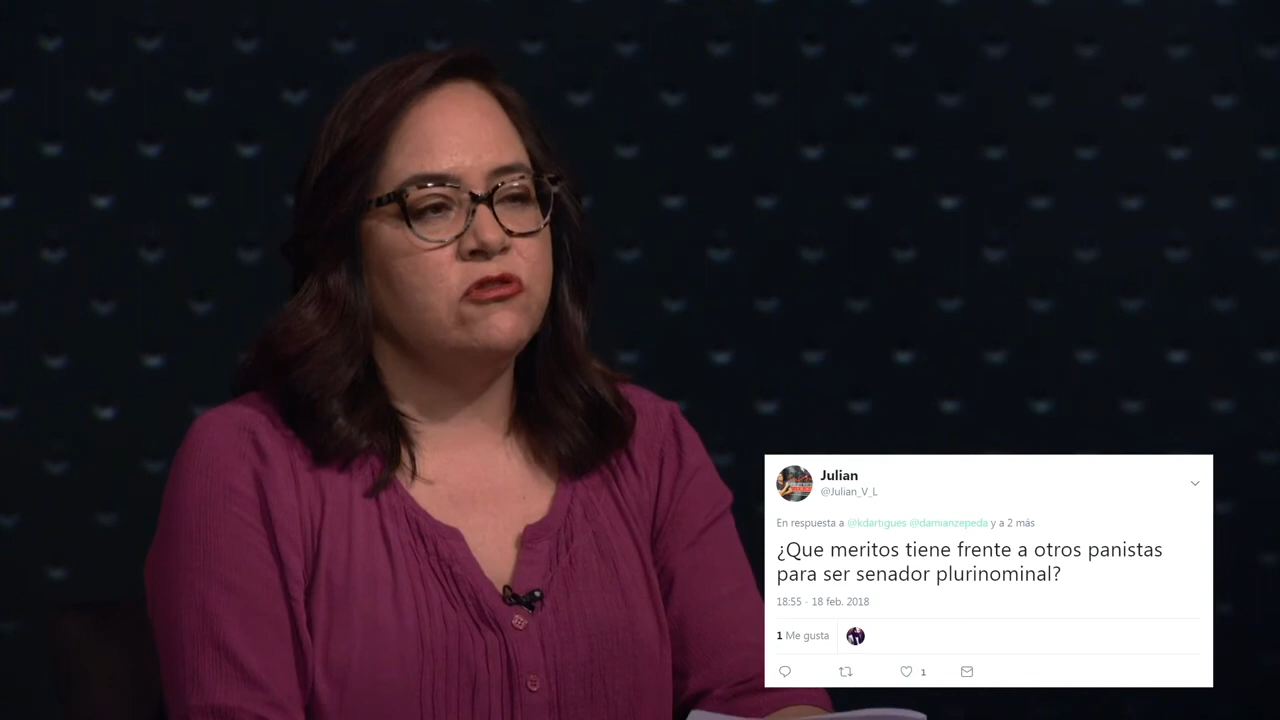 Julian
@Julian_V_L
En respuesta a @kdartigues @damianzepeda y a 2 más
¿Que meritos tiene frente a otros panistas
para ser senador plurinominal?
18:55 · 18 feb. 2018
1 Me gusta
1